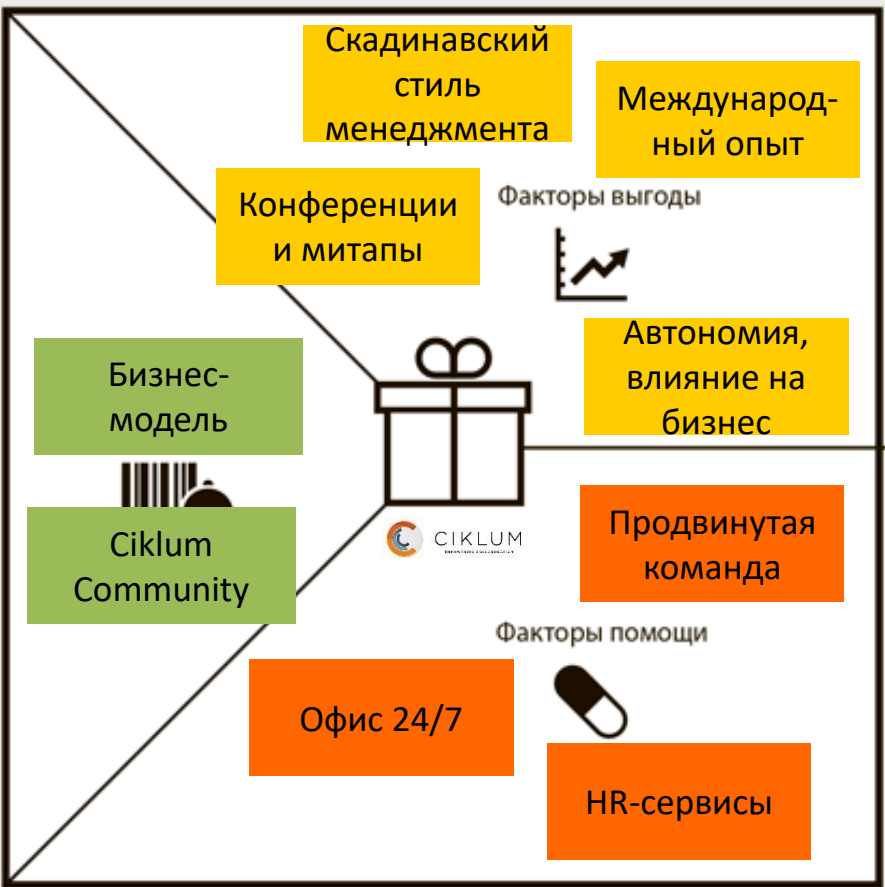 Скадинавский
стиль
менеджмента
Международ-
ный опыт
Конференции
и митапы
Факторы выгоды
Автономия,
влияние на
бизнес
Бизнес-
модель
Ciklum
Community
CIKLUM
Продвинутая
команда
Факторы помощи
Офис 24/7
HR-сервисы